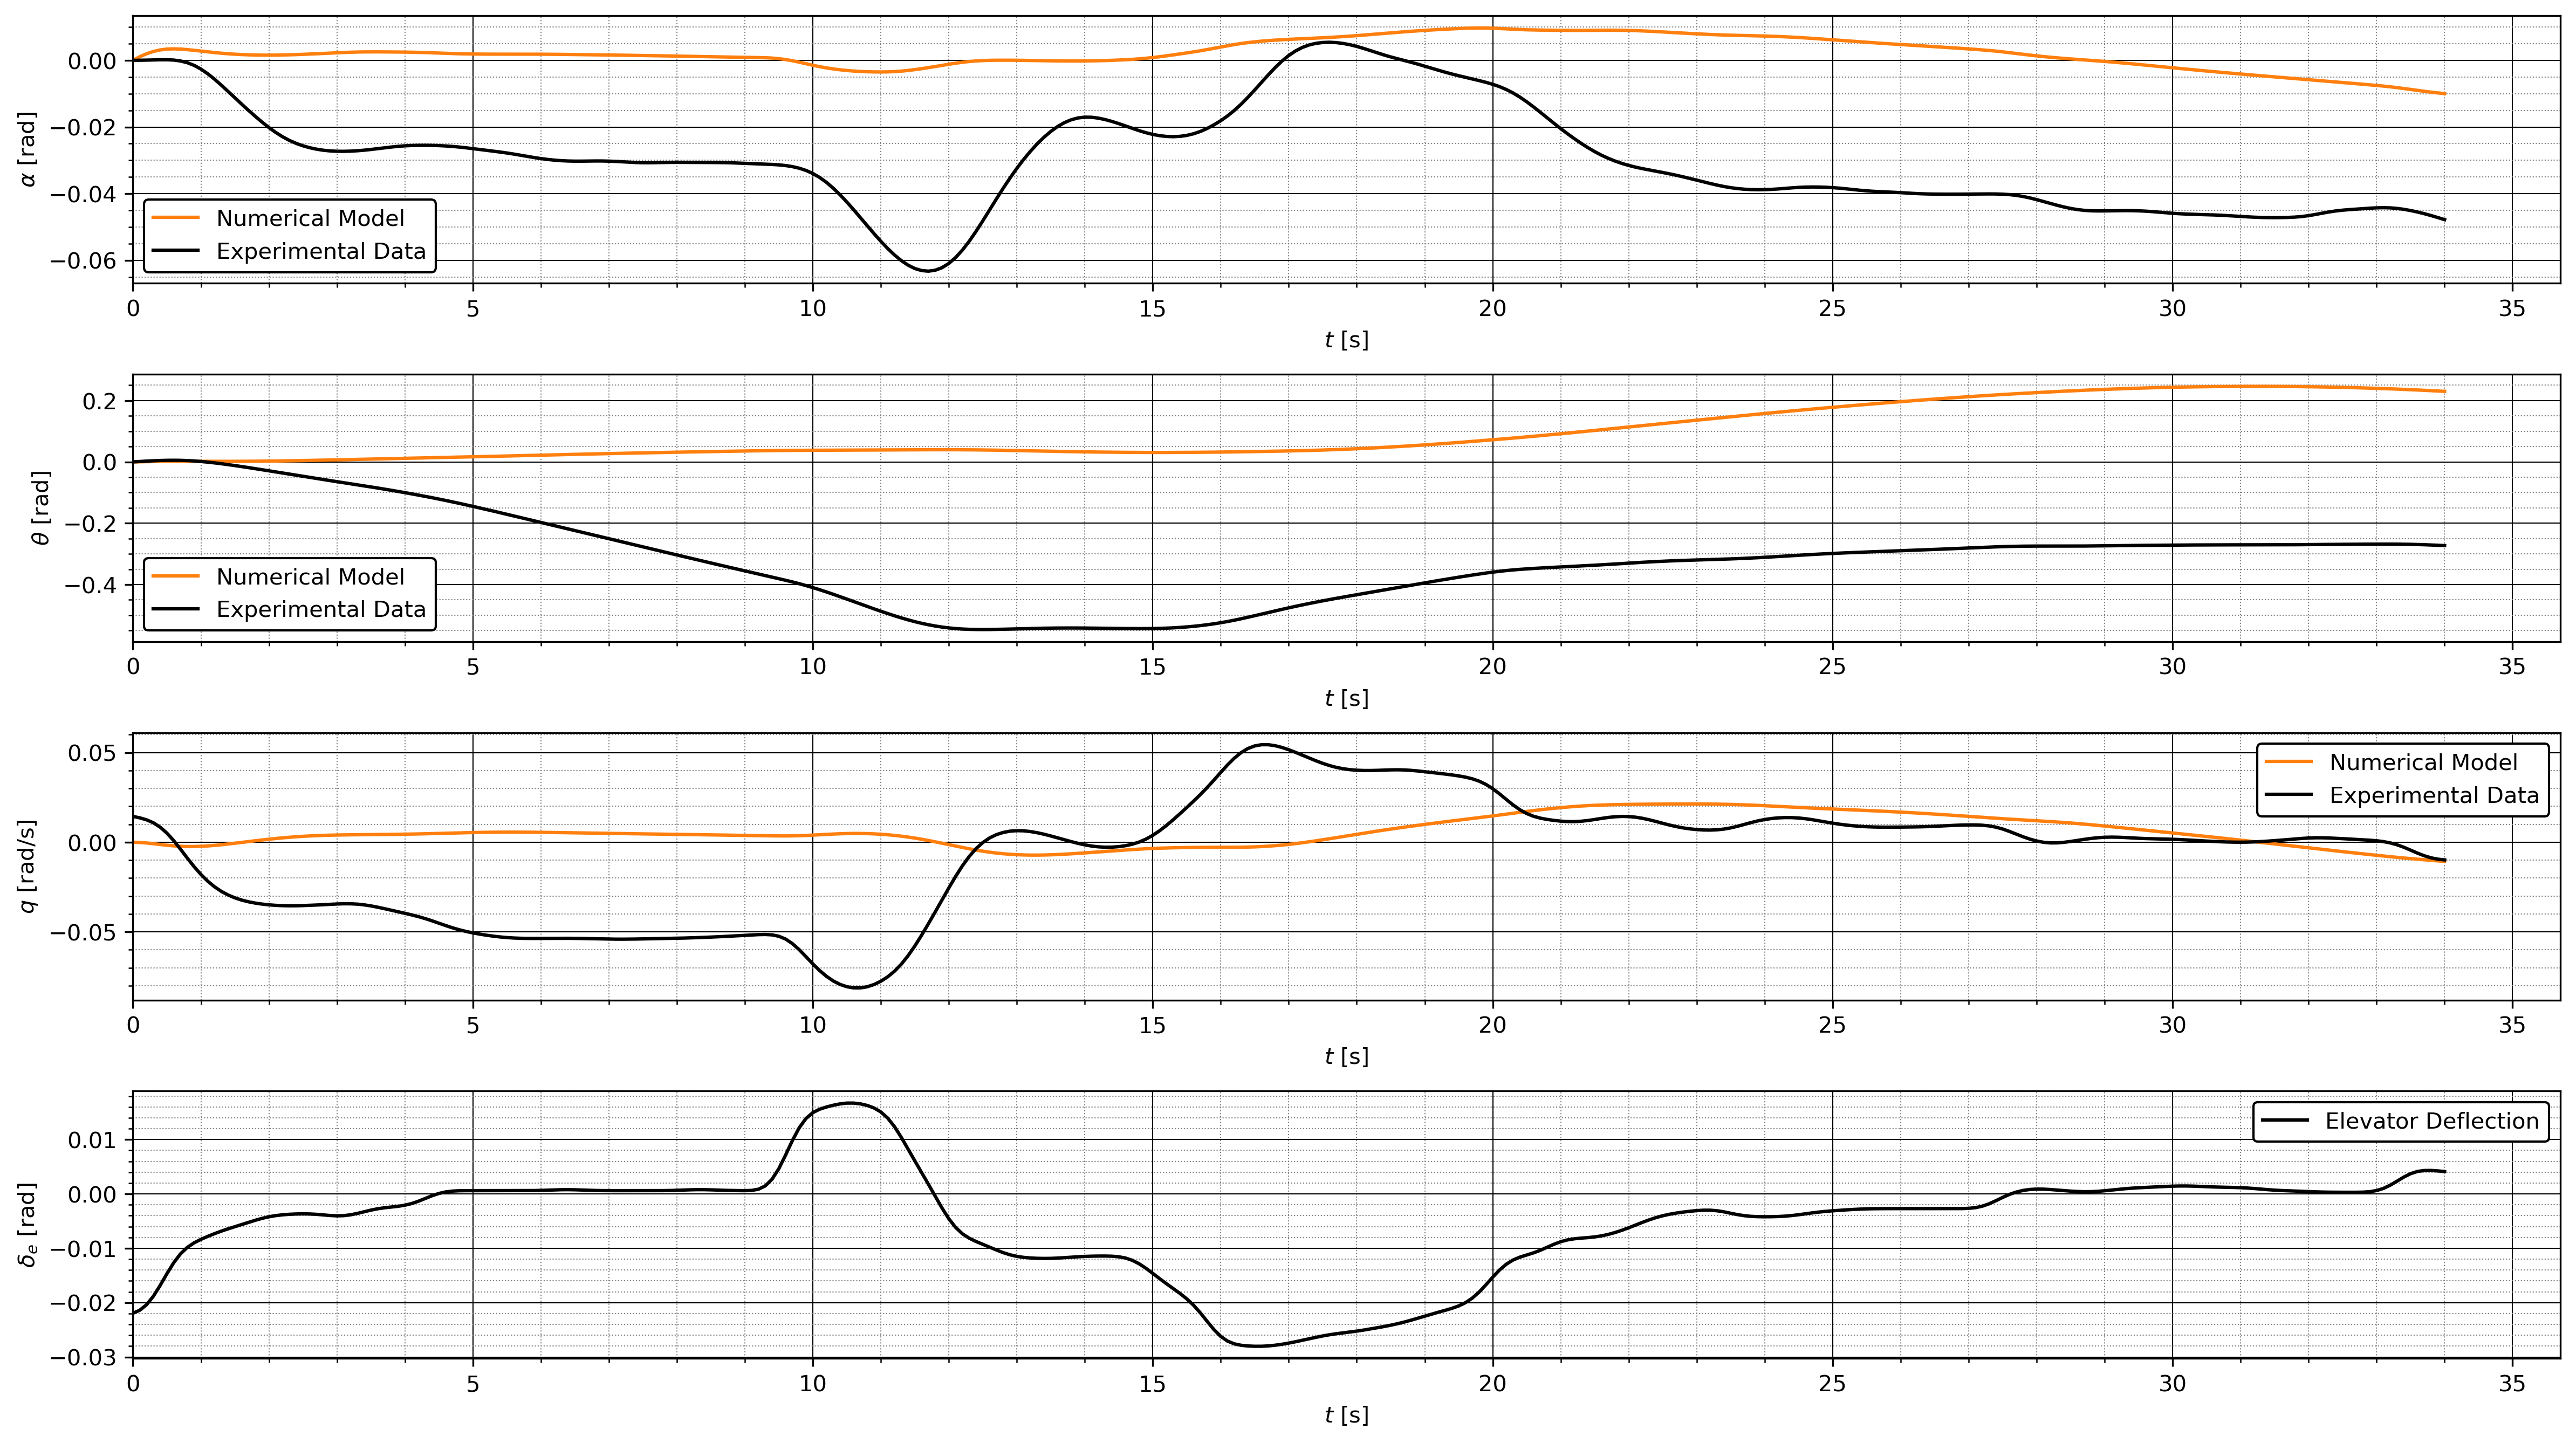 0.00
−0.02
−0.04
−0.06
α [rad]
Numerical Model
Experimental Data
0 5 10 15 20 25 30 35
t [s]
0.2
0.0
−0.2
−0.4
θ [rad]
Numerical Model
Experimental Data
0 5 10 15 20 25 30 35
t [s]
0.05
0.00
−0.05
q [rad/s]
Numerical Model
Experimental Data
0 5 10 15 20 25 30 35
t [s]
0.01
0.00
−0.01
−0.02
−0.03
δₑ [rad]
Elevator Deflection
0 5 10 15 20 25 30 35
t [s]